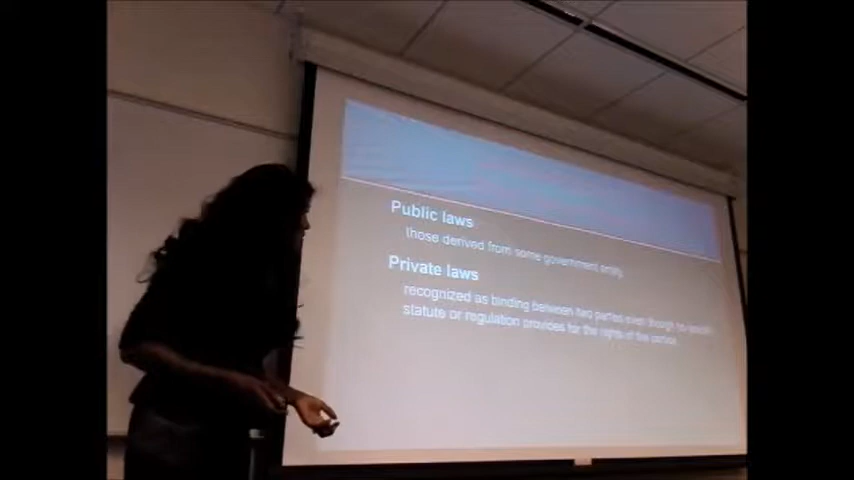 Public laws
those derived from some government entity
Private laws
recognized as binding between two parties even though no specific
statute or regulation provides for the rights of the parties